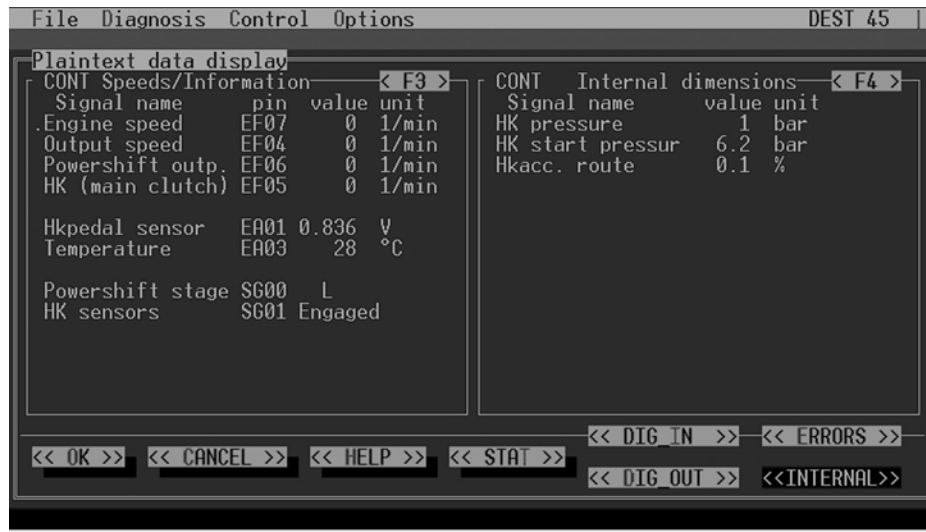 File Diagnosis Control Options DEST 45
Plaintext data display
CONT Speeds/Information < F3 >
Signal name pin value unit
.Engine speed EF07 0 1/min
Output speed EF04 0 1/min
Powershift outp. EF06 0 1/min
HK (main clutch) EF05 0 1/min
Hkpedal sensor EA01 0.836 V
Temperature EA03 28 °C
Powershift stage SG00 L
HK sensors SG01 Engaged
CONT Internal dimensions < F4 >
Signal name value unit
HK pressure 1 bar
HK start pressur 6.2 bar
Hkacc. route 0.1 %
<< OK >> << CANCEL >> << HELP >> << STAT >>
<< DIG_IN >> << ERRORS >>
<< DIG_OUT >> <<INTERNAL>>